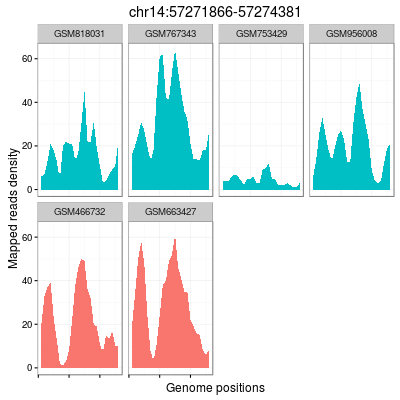 chr14:57271866-57274381
GSM818031 GSM767343 GSM753429 GSM956008
60
40
20
0
GSM466732 GSM663427
60
40
20
0
Mapped reads density
Genome positions